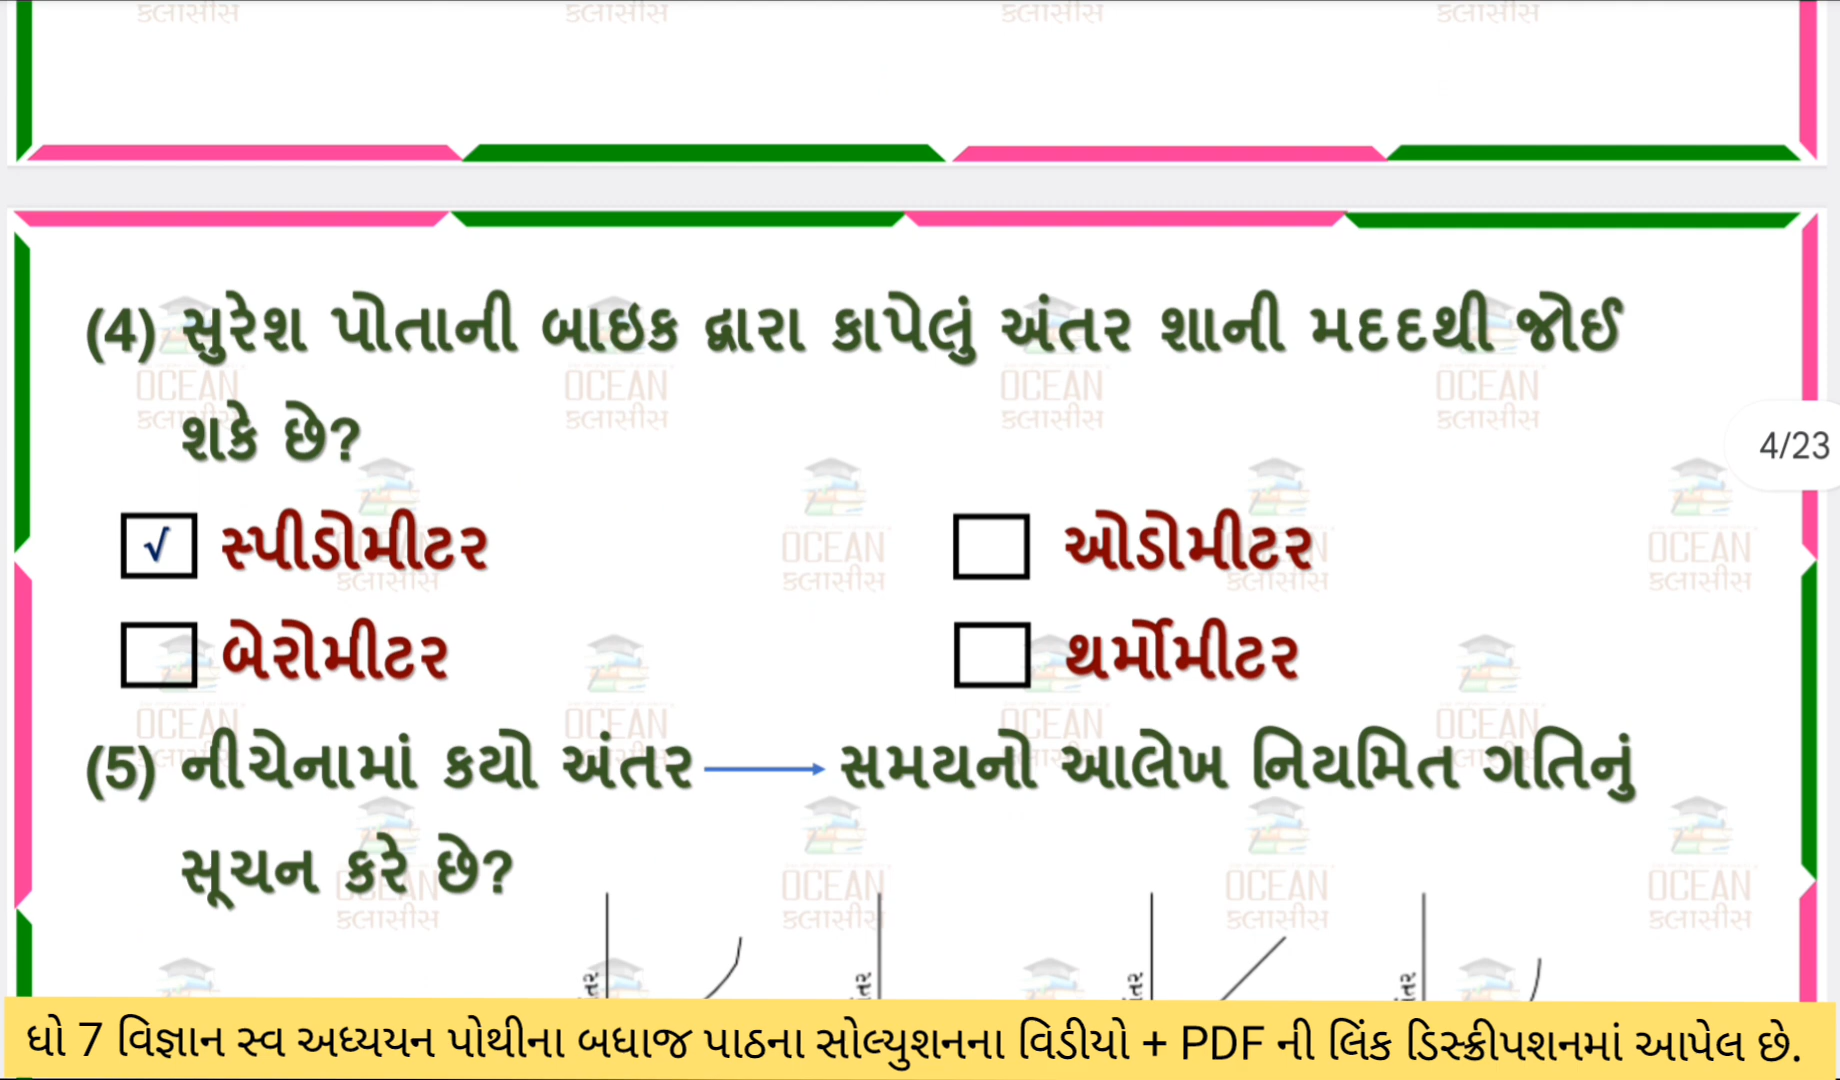 ક્લાસીસ ક્લાસીસ ક્લાસીસ
(4) સુરેશ પોતાની બાઇક દ્વારા કાપેલું અંતર શાની મદદથી જોઈ
શકે છે?
4/23
√ સ્પીડોમીટર ઓડોમીટર
બેરોમીટર થર્મોમીટર
(5) નીચેનામાં કયો અંતર સમયનો આલેખ નિયમિત ગતિનું
સૂચન કરે છે?
OCEAN
ક્લાસીસ
ધો 7 વિજ્ઞાન સ્વ અધ્યયન પોથીના બધાજ પાઠના સોલ્યુશનના વિડીયો + PDF ની લિંક ડિસ્ક્રીપશનમાં આપેલ છે.